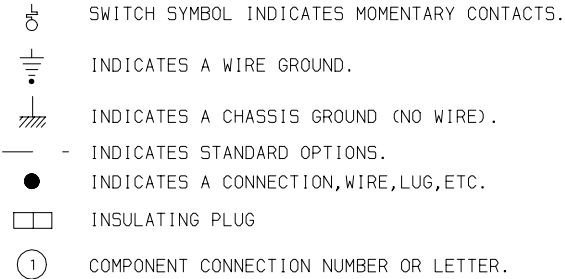 SWITCH SYMBOL INDICATES MOMENTARY CONTACTS.
INDICATES A WIRE GROUND.
INDICATES A CHASSIS GROUND (NO WIRE).
INDICATES STANDARD OPTIONS.
INDICATES A CONNECTION,WIRE,LUG,ETC.
INSULATING PLUG
1 COMPONENT CONNECTION NUMBER OR LETTER.